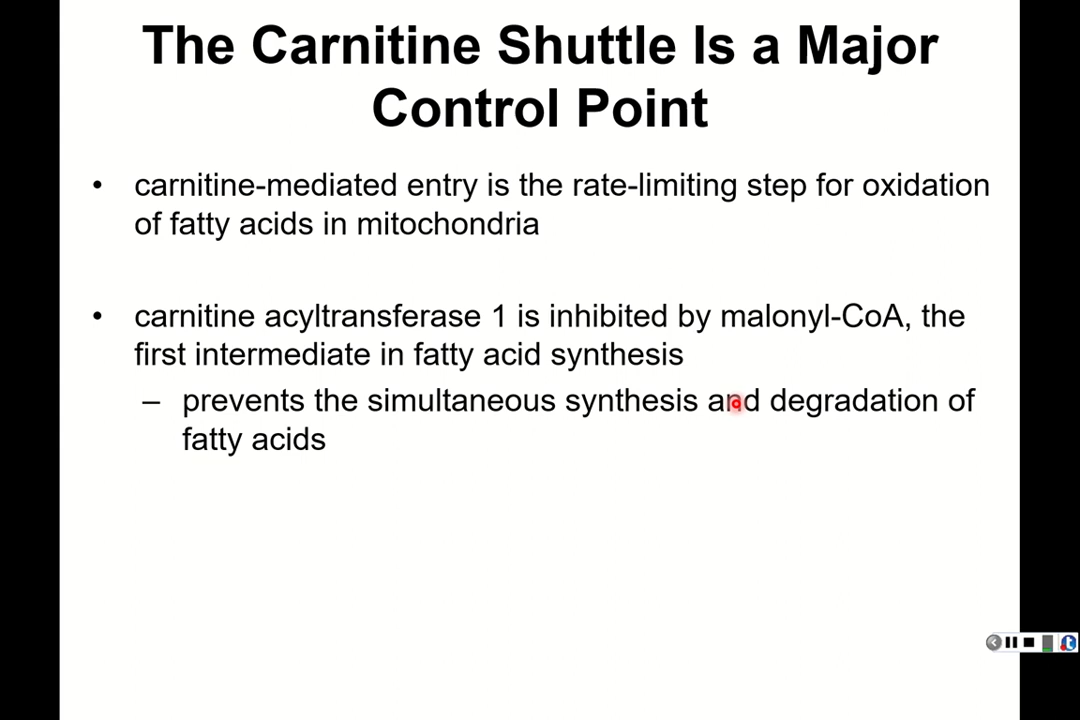 The Carnitine Shuttle Is a Major
Control Point
• carnitine-mediated entry is the rate-limiting step for oxidation
of fatty acids in mitochondria
• carnitine acyltransferase 1 is inhibited by malonyl-CoA, the
first intermediate in fatty acid synthesis
– prevents the simultaneous synthesis and degradation of
fatty acids
t